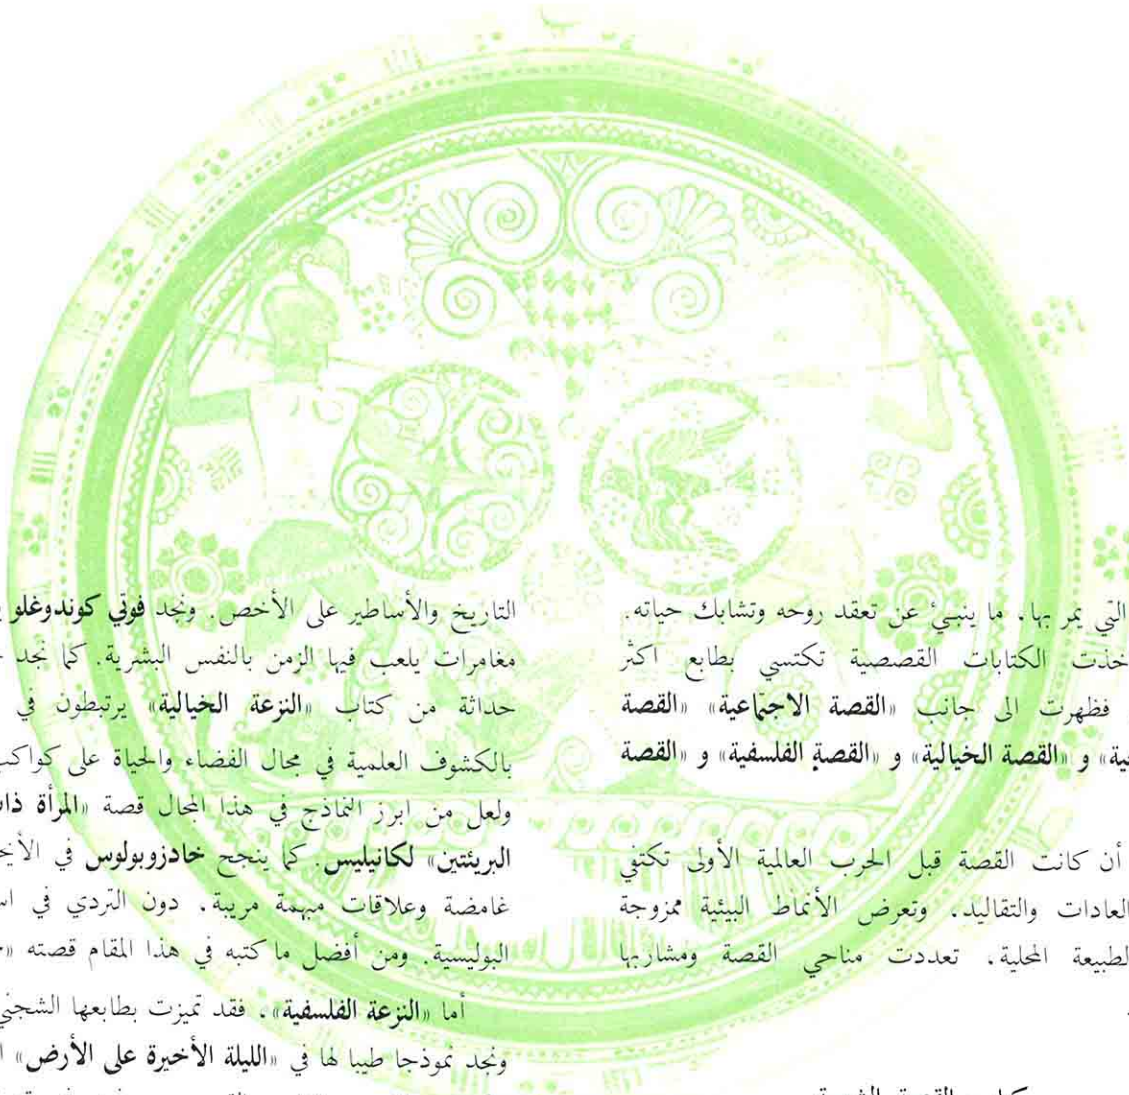 التي يمر بها، ما ينبئ عن تعقد روحه وتشابك حياته.
خذت الكتابات القصصية تكتسي بطابع اكثر
فظهرت الى جانب «القصة الاجتماعية» «القصة
ية» و «القصة الخيالية» و «القصة الفلسفية» و «القصة
أن كانت القصة قبل الحرب العالمية الأولى تكتفي
العادات والتقاليد، وتعرض الأنماط البيئية ممزوجة
لطبيعة المحلية، تعددت مناحي القصة ومشاربها
التاريخ والأساطير على الأخص. ونجد فوتي كوندوغلو
مغامرات يلعب فيها الزمن بالنفس البشرية. كما نجد
حداثة من كتاب «النزعة الخيالية» يرتبطون في
بالكشوف العلمية في مجال الفضاء والحياة على كواكب
ولعل من ابرز النماذج في هذا المجال قصة «المرأة ذات
البريئتين» لكانيليس. كما ينجح خادزوبولوس في الأيح
غامضة وعلاقات مبهمة مريبة، دون التردي في اس
البوليسية. ومن أفضل ما كتبه في هذا المقام قصته «
أما «النزعة الفلسفية»، فقد تميزت بطابعها الشجني
ونجد نموذجا طيبا لها في «الليلة الأخيرة على الأرض» ا